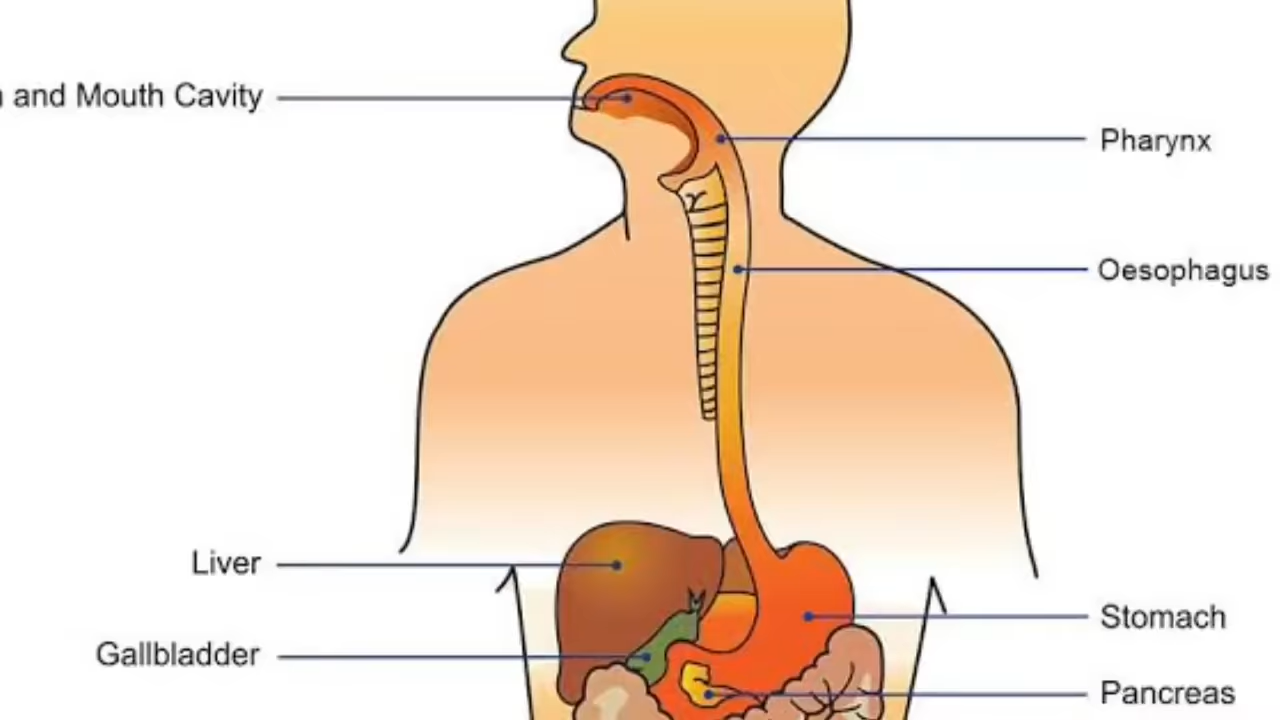 and Mouth Cavity
Pharynx
Oesophagus
Liver
Stomach
Gallbladder
Pancreas